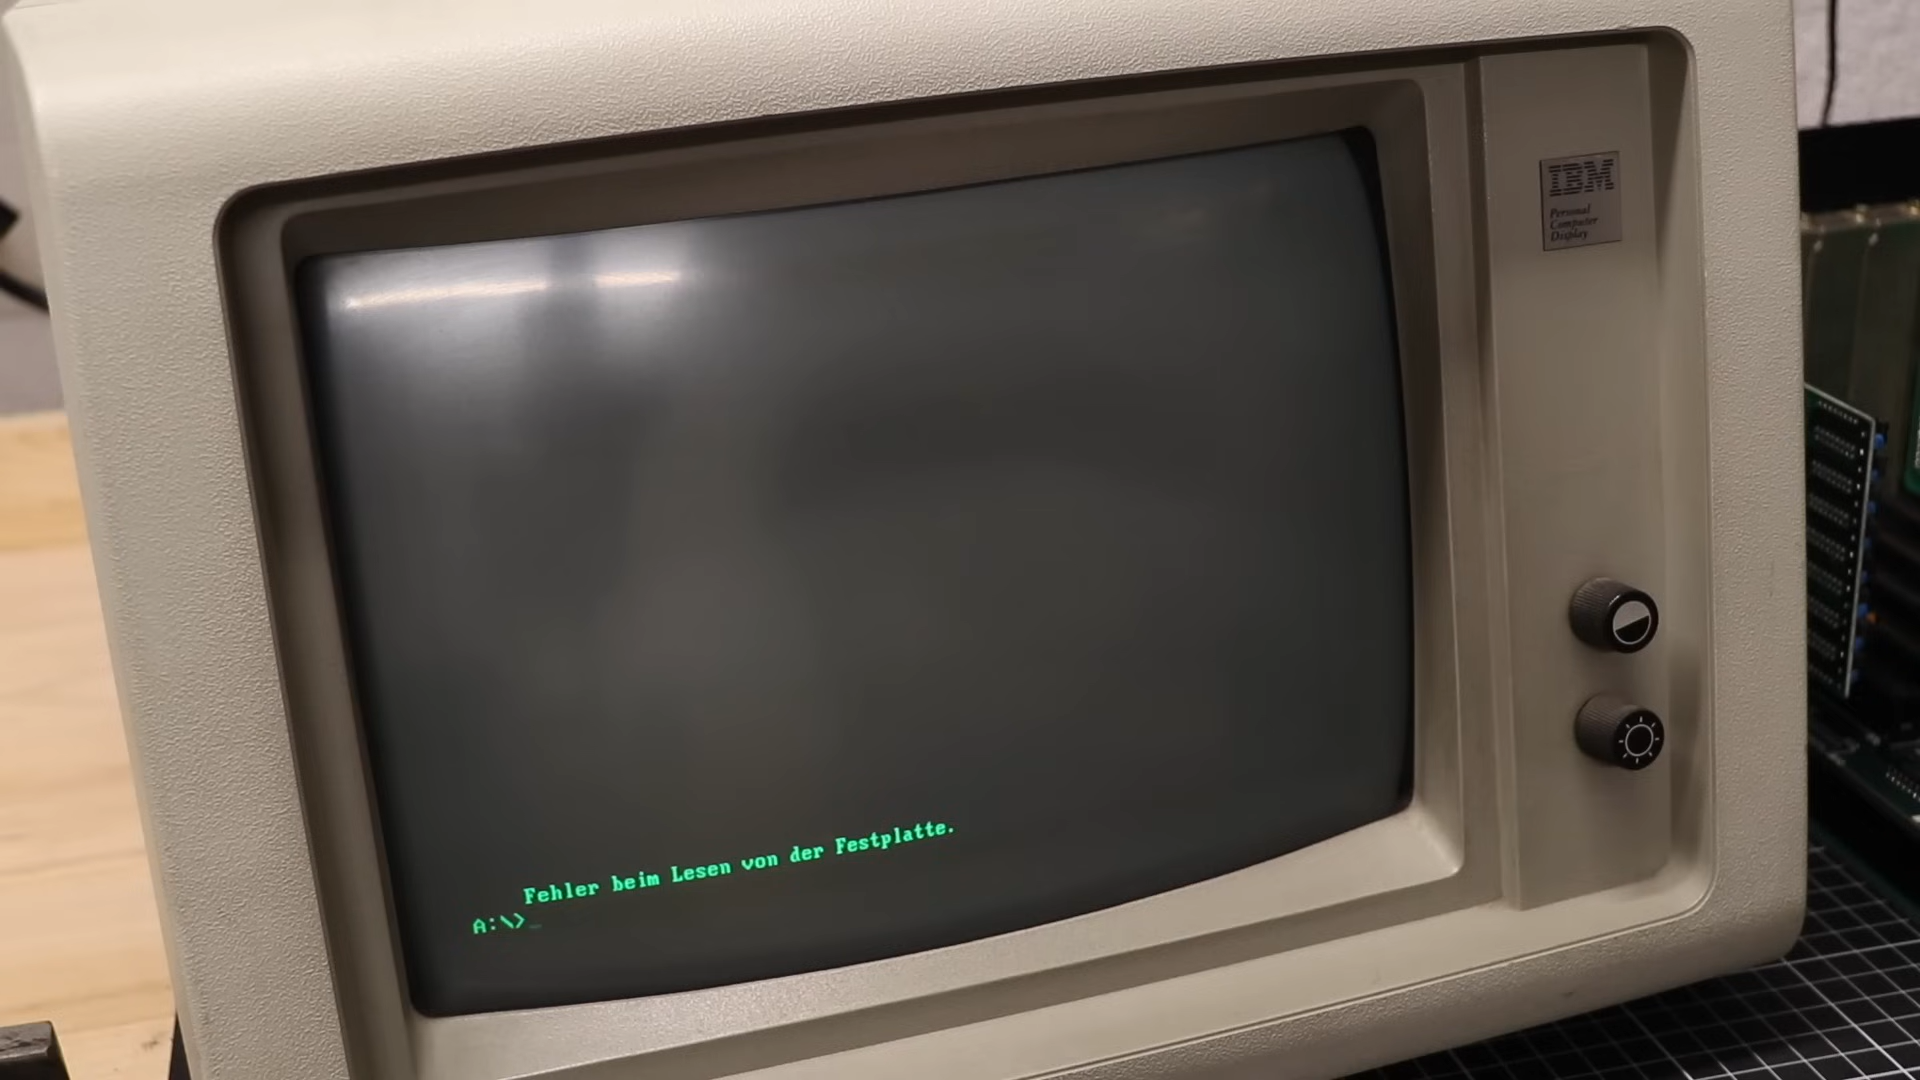 IBM
Personal
Computer
Display
Fehler beim Lesen von der Festplatte.
A:\>_